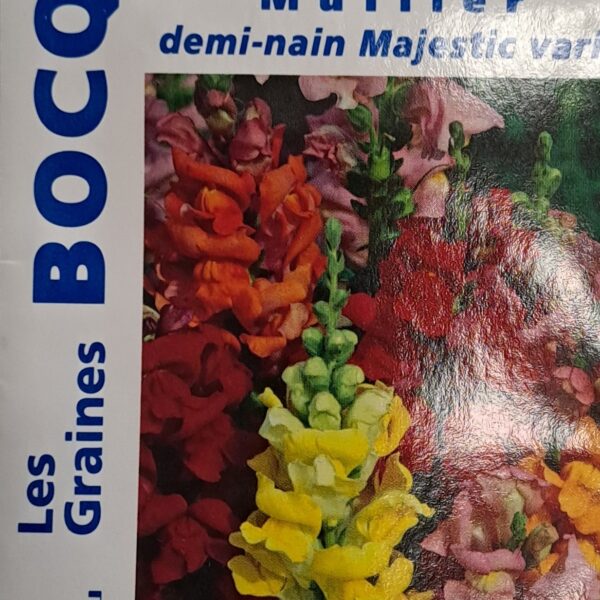 demi-nain Majestic vari
Les
Graines
BOCQ